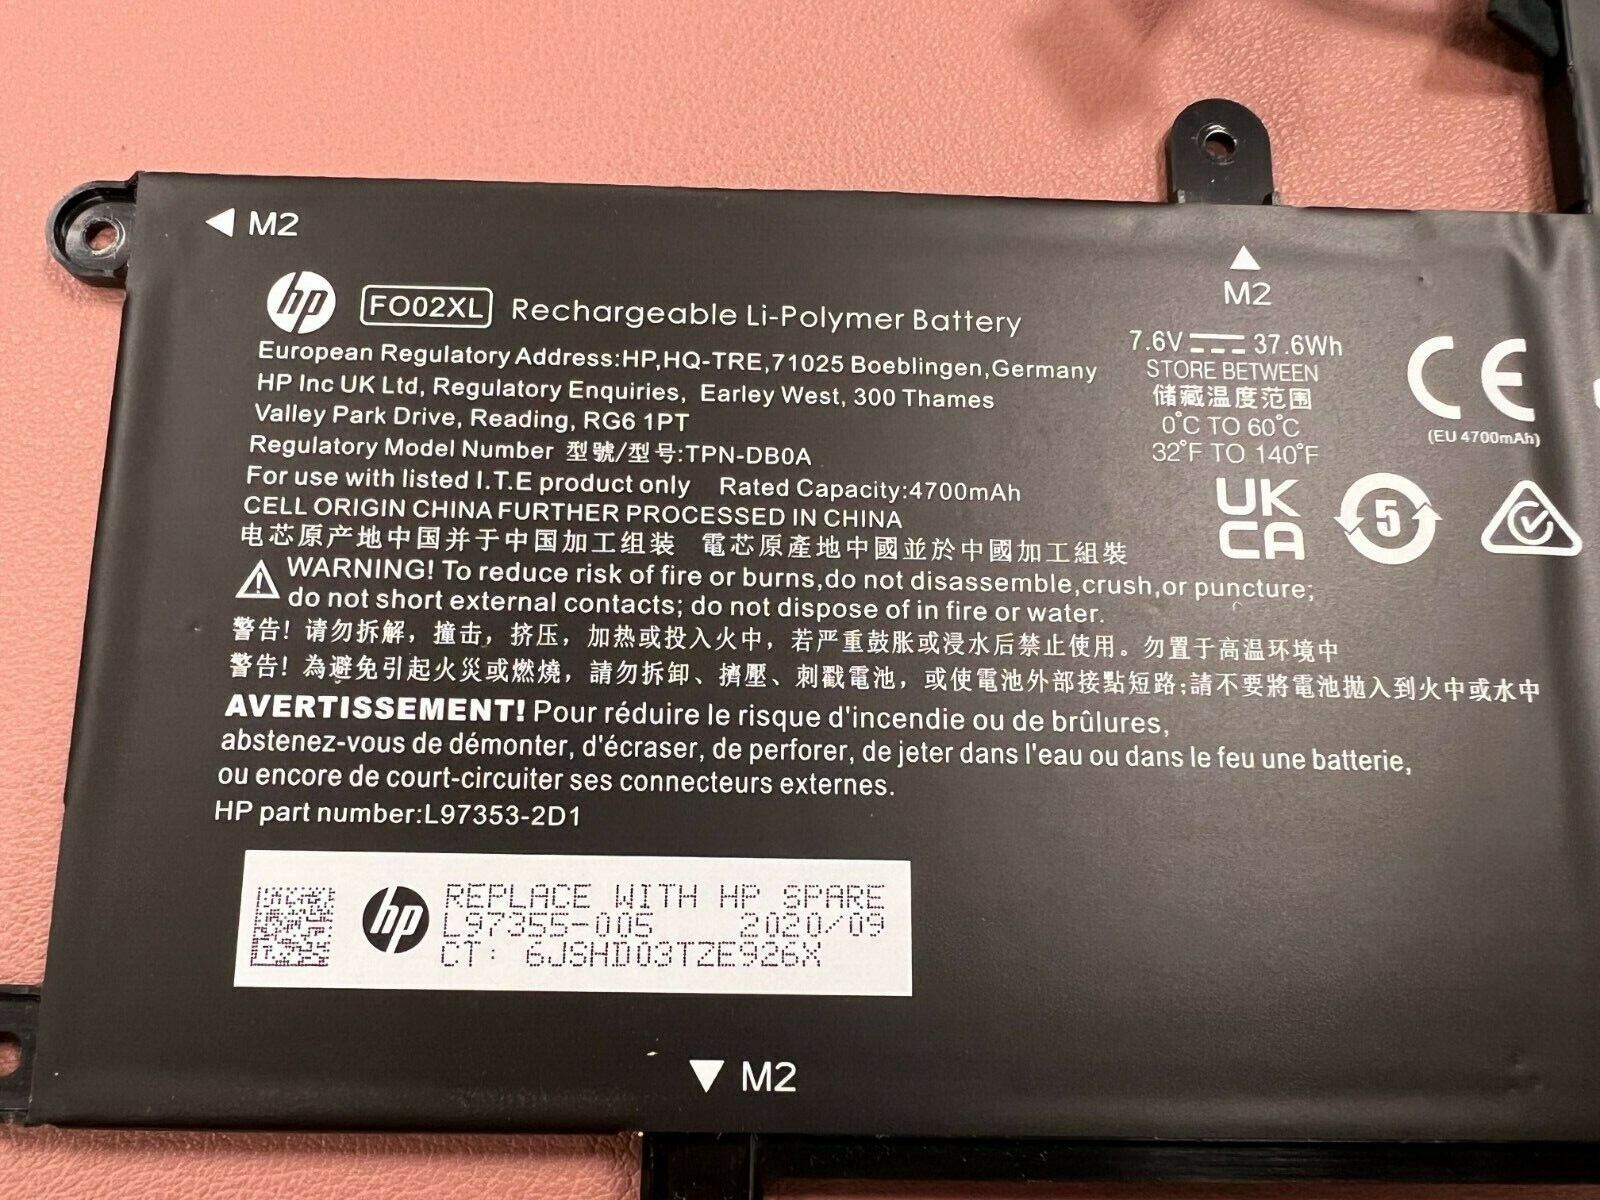 M2
M2
hp FO02XL Rechargeable Li-Polymer Battery
European Regulatory Address:HP,HQ-TRE,71025 Boeblingen,Germany
HP Inc UK Ltd, Regulatory Enquiries, Earley West, 300 Thames
Valley Park Drive, Reading, RG6 1PT
Regulatory Model Number 型號/型号:TPN-DB0A
For use with listed I.T.E product only Rated Capacity:4700mAh
CELL ORIGIN CHINA FURTHER PROCESSED IN CHINA
电芯原产地中国并于中国加工组装 電芯原產地中國並於中國加工組裝
7.6V 37.6Wh
STORE BETWEEN
储藏温度范围
0°C TO 60°C
32°F TO 140°F
CE
(EU 4700mAh)
UK
CA
5
WARNING! To reduce risk of fire or burns,do not disassemble,crush,or puncture;
do not short external contacts; do not dispose of in fire or water.
警告! 请勿拆解，撞击，挤压，加热或投入火中，若严重鼓胀或浸水后禁止使用。勿置于高温环境中
警告! 為避免引起火災或燃燒，請勿拆卸、擠壓、刺戳電池，或使電池外部接點短路;請不要將電池拋入到火中或水中
AVERTISSEMENT! Pour réduire le risque d'incendie ou de brûlures,
abstenez-vous de démonter, d'écraser, de perforer, de jeter dans l'eau ou dans le feu une batterie,
ou encore de court-circuiter ses connecteurs externes.
HP part number:L97353-2D1
hp REPLACE WITH HP SPARE
L97355-005 2020/09
CT: 6JSHD03TZE926X
M2